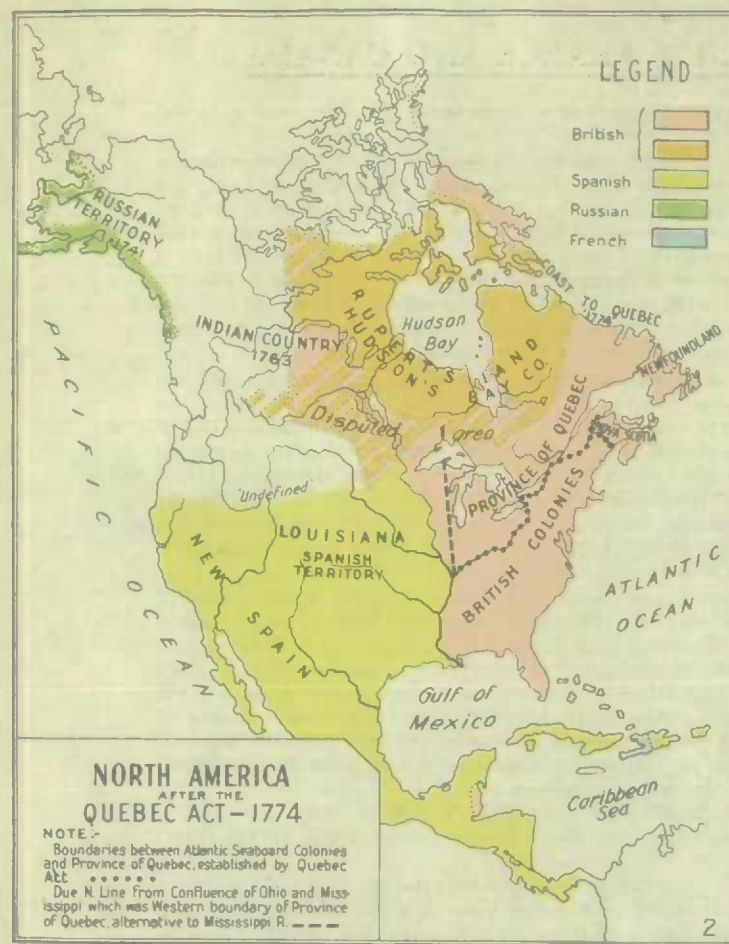 LEGEND
British
Spanish
Russian
French
RUSSIAN
TERRITORY
1741
INDIAN COUNTRY
1763
RUPERT'S LAND
HUDSON'S BAY CO.
Hudson
Bay
COAST TO QUEBEC
1774
NEWFOUNDLAND
NOVA SCOTIA
Disputed area
PROVINCE OF QUEBEC
BRITISH COLONIES
"Undefined"
LOUISIANA
SPANISH
TERRITORY
NEW SPAIN
PACIFIC OCEAN
ATLANTIC
OCEAN
Gulf of
Mexico
Caribbean
Sea
NORTH AMERICA
AFTER THE
QUEBEC ACT-1774
NOTE:-
Boundaries between Atlantic Seaboard Colonies
and Province of Quebec, established by Quebec
Act
Due N. Line from Confluence of Ohio and Miss-
issippi which was Western boundary of Province
of Quebec, alternative to Mississippi R.
2